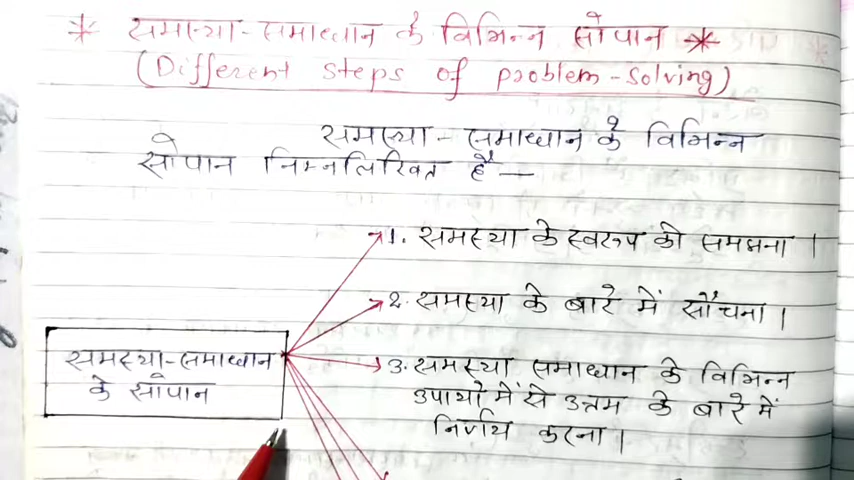 * समास्या-समाधान के विभिन्न सोपान *
(Different steps of problem-solving)
समस्या-समाधान के विभिन्न
सोपान निम्नलिखित है —
1. समस्या के स्वरुप को समझना ।
2. समस्या के बारे में सोचना ।
समस्या-समाधान
के सोपान
3. समस्या समाधान के विभिन्न
उपायो में से उत्तम के बारे में
निर्णय करना ।